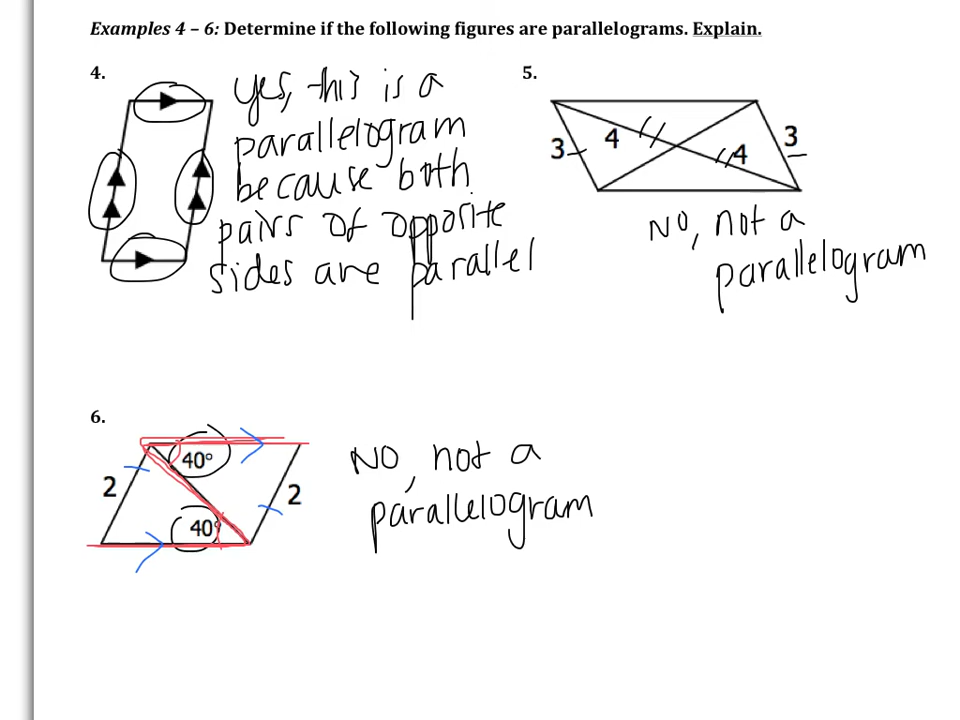 Examples 4 – 6: Determine if the following figures are parallelograms. Explain.
4.
yes, this is a
parallelogram
because both
pairs of opposite
sides are parallel
5.
3
4
4
3
NO, not a
parallelogram
6.
2
40°
40°
2
NO, not a
parallelogram